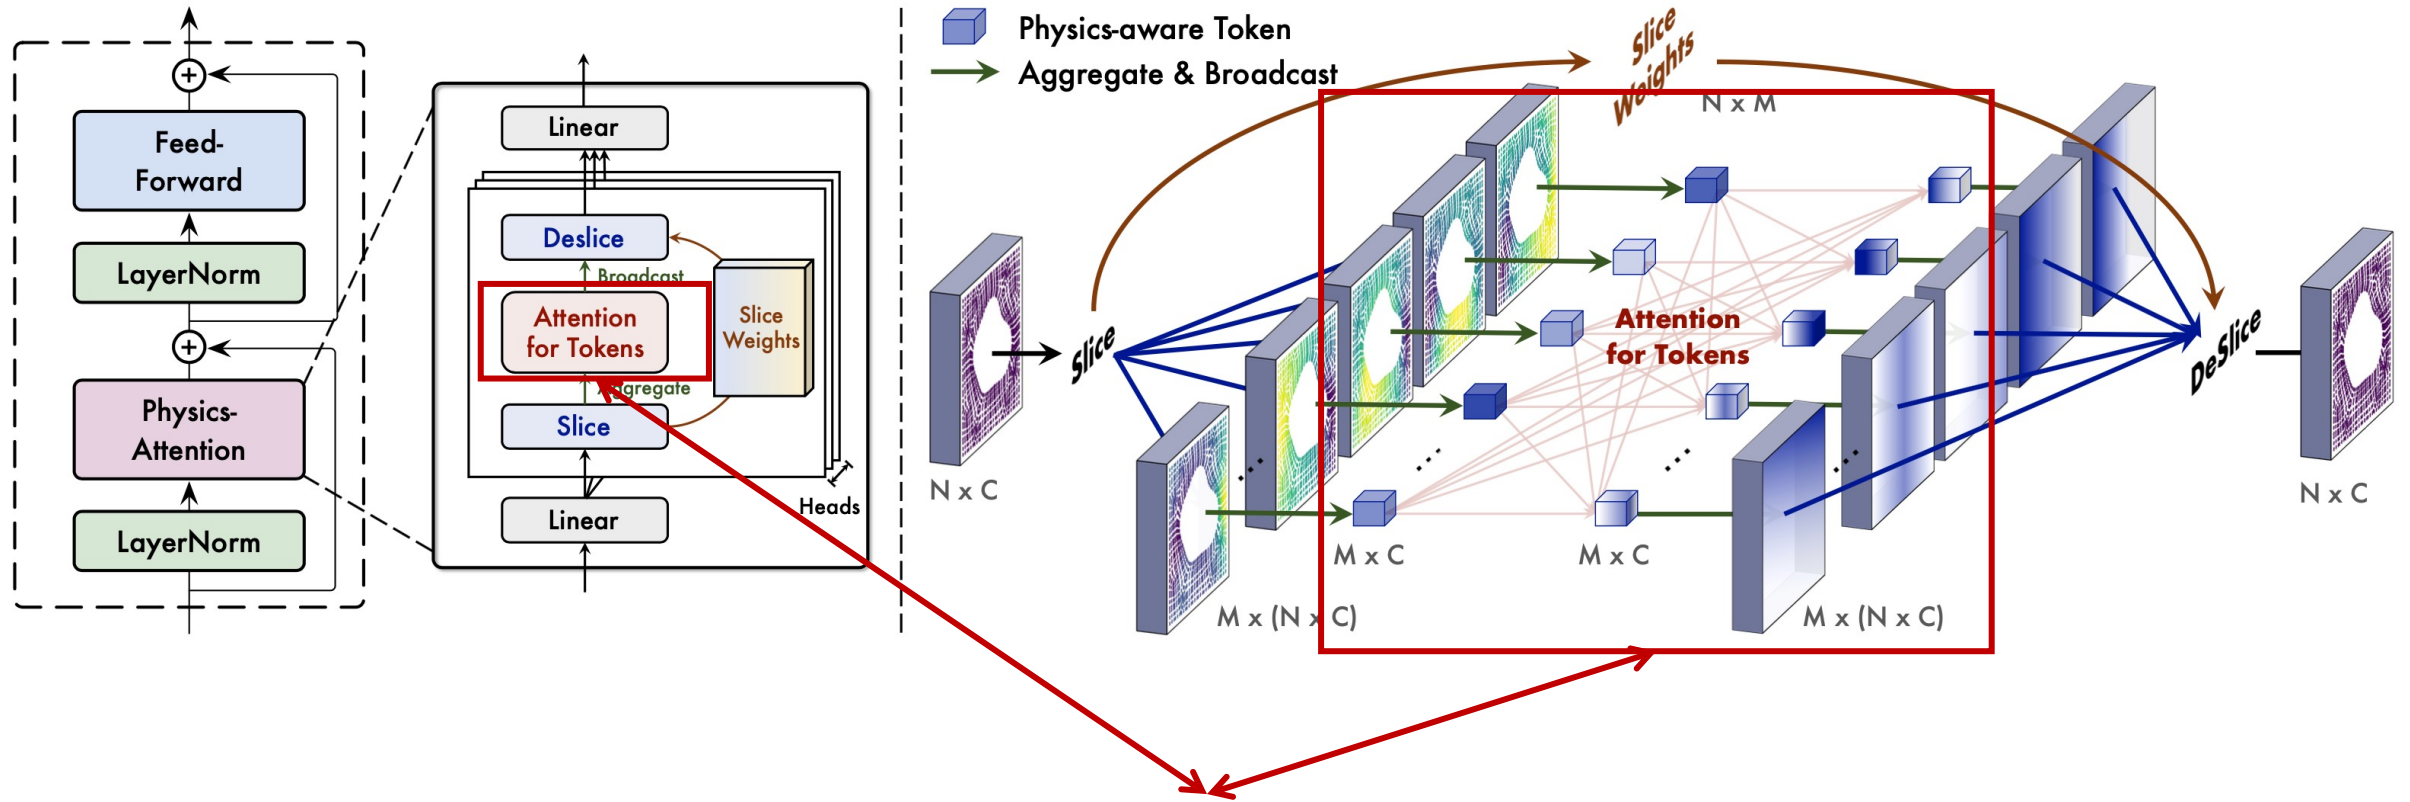 Feed-
Forward
LayerNorm
Physics-
Attention
LayerNorm
Linear
Deslice
Broadcast
Attention
for Tokens
Slice
Weights
Aggregate
Slice
Heads
Linear
Physics-aware Token
Aggregate & Broadcast
Slice
Weights
N x M
N x C
Slice
Attention
for Tokens
...
...
...
...
M x C
M x C
M x (N x C)
M x (N x C)
DeSlice
N x C